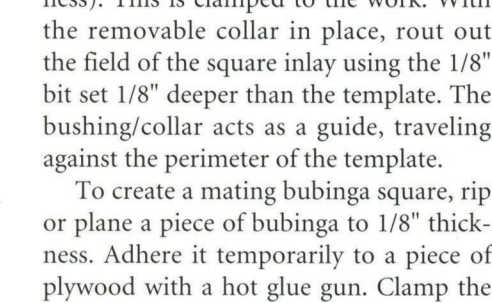 ness). This is clamped to the work. With
the removable collar in place, rout out
the field of the square inlay using the 1/8"
bit set 1/8" deeper than the template. The
bushing/collar acts as a guide, traveling
against the perimeter of the template.
To create a mating bubinga square, rip
or plane a piece of bubinga to 1/8" thick-
ness. Adhere it temporarily to a piece of
plywood with a hot glue gun. Clamp the